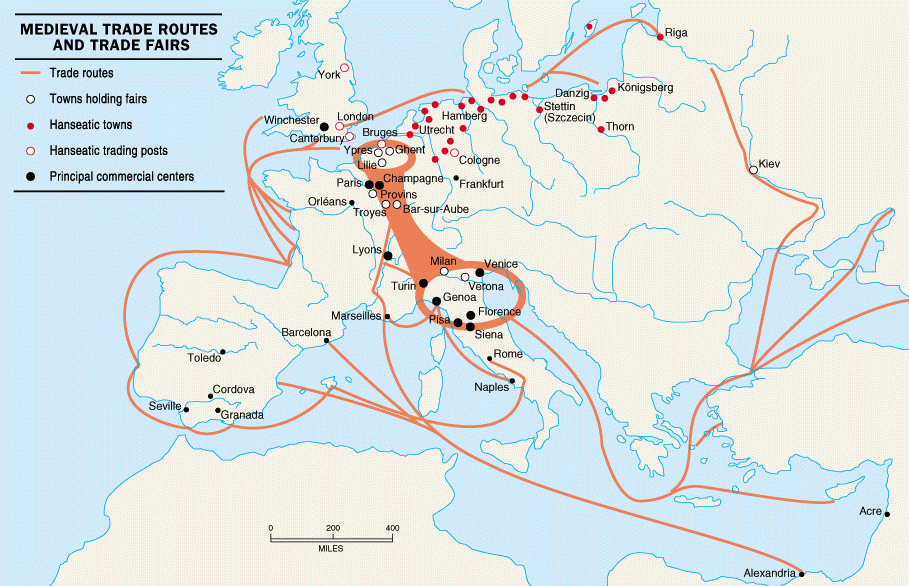 MEDIEVAL TRADE ROUTES
AND TRADE FAIRS
Trade routes
Towns holding fairs
Hanseatic towns
Hanseatic trading posts
Principal commercial centers
Riga
York
Königsberg
Danzig
London
Hamberg
Stettin
(Szczecin)
Winchester
Canterbury
Bruges
Utrecht
Thorn
Ypres
Ghent
Cologne
Lilie
Kiev
Paris
Champagne
Frankfurt
Provins
Orléans
Troyes
Bar-sur-Aube
Lyons
Milan
Venice
Turin
Verona
Genoa
Marseilles
Pisa
Florence
Barcelona
Siena
Toledo
Rome
Cordova
Naples
Seville
Granada
Acre
0
200
400
MILES
Alexandria